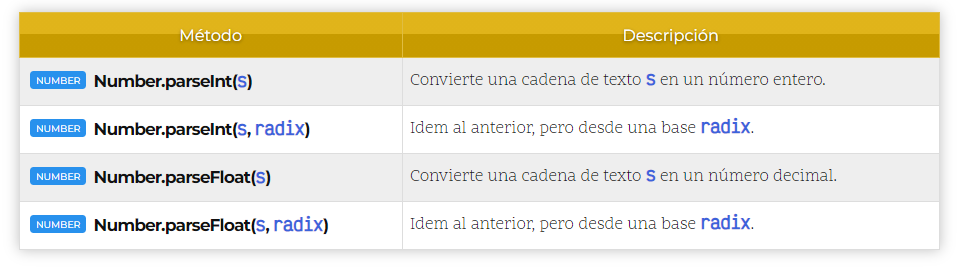 Método Descripción
NUMBER Number.parseInt(s) Convierte una cadena de texto s en un número entero.
NUMBER Number.parseInt(s, radix) Idem al anterior, pero desde una base radix.
NUMBER Number.parseFloat(s) Convierte una cadena de texto s en un número decimal.
NUMBER Number.parseFloat(s, radix) Idem al anterior, pero desde una base radix.